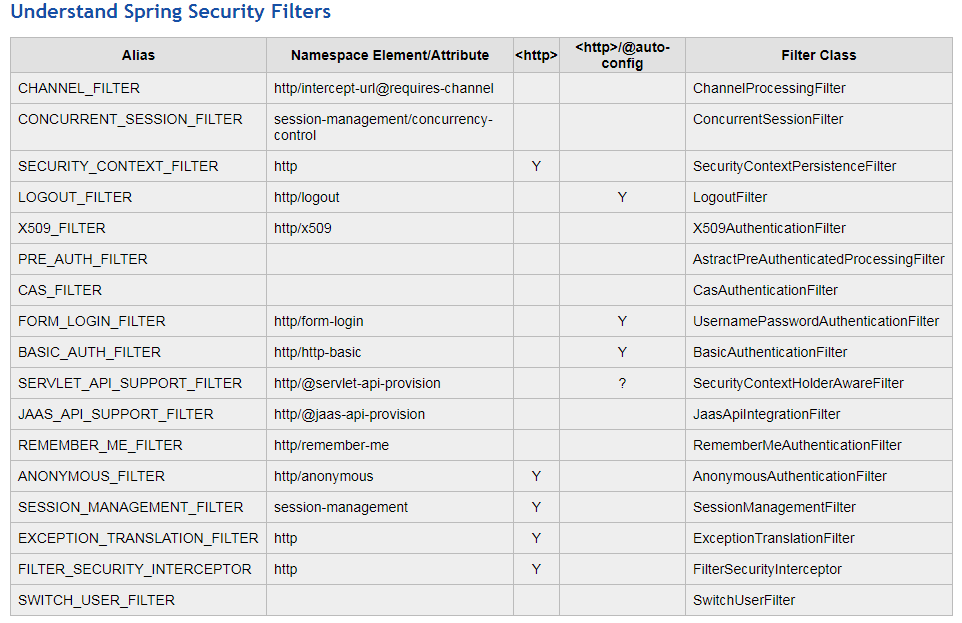 Understand Spring Security Filters
Alias Namespace Element/Attribute <http> <http>/@auto-
config Filter Class
CHANNEL_FILTER http/intercept-url@requires-channel ChannelProcessingFilter
CONCURRENT_SESSION_FILTER session-management/concurrency-
control ConcurrentSessionFilter
SECURITY_CONTEXT_FILTER http Y SecurityContextPersistenceFilter
LOGOUT_FILTER http/logout Y LogoutFilter
X509_FILTER http/x509 X509AuthenticationFilter
PRE_AUTH_FILTER AstractPreAuthenticatedProcessingFilter
CAS_FILTER CasAuthenticationFilter
FORM_LOGIN_FILTER http/form-login Y UsernamePasswordAuthenticationFilter
BASIC_AUTH_FILTER http/http-basic Y BasicAuthenticationFilter
SERVLET_API_SUPPORT_FILTER http/@servlet-api-provision ? SecurityContextHolderAwareFilter
JAAS_API_SUPPORT_FILTER http/@jaas-api-provision JaasApiIntegrationFilter
REMEMBER_ME_FILTER http/remember-me RememberMeAuthenticationFilter
ANONYMOUS_FILTER http/anonymous Y AnonymousAuthenticationFilter
SESSION_MANAGEMENT_FILTER session-management Y SessionManagementFilter
EXCEPTION_TRANSLATION_FILTER http Y ExceptionTranslationFilter
FILTER_SECURITY_INTERCEPTOR http Y FilterSecurityInterceptor
SWITCH_USER_FILTER SwitchUserFilter